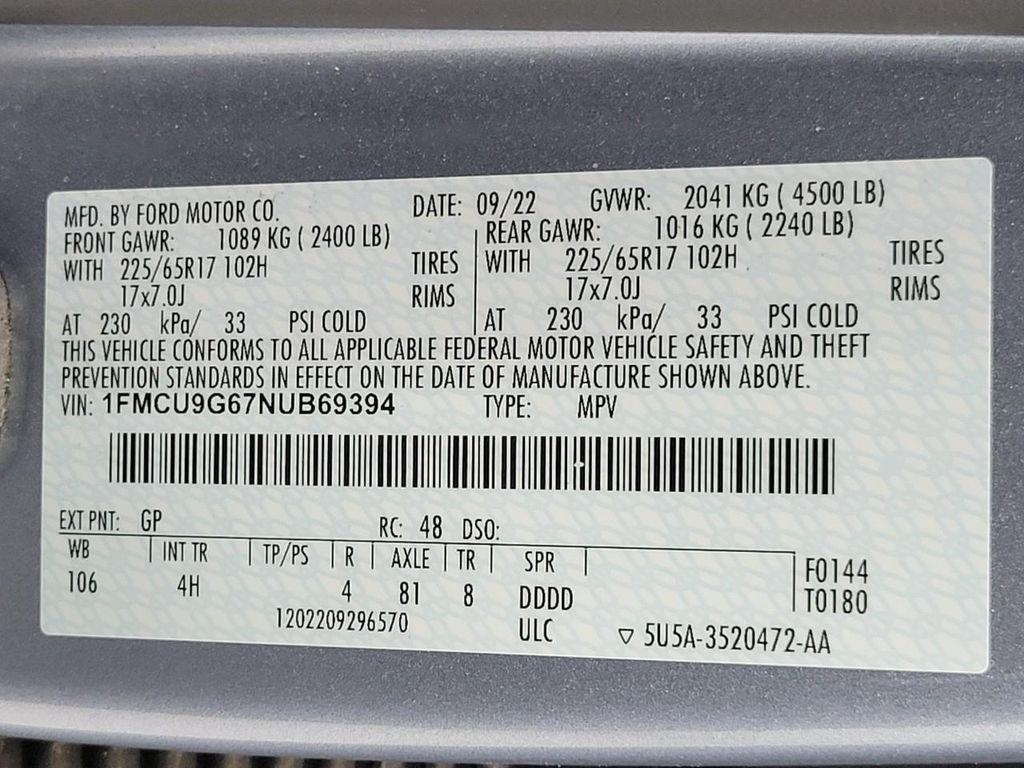 MFD. BY FORD MOTOR CO. DATE: 09/22 GVWR: 2041 KG ( 4500 LB)
FRONT GAWR: 1089 KG ( 2400 LB) REAR GAWR: 1016 KG ( 2240 LB)
WITH 225/65R17 102H TIRES WITH 225/65R17 102H TIRES
17x7.0J RIMS 17x7.0J RIMS
AT 230 kPa/ 33 PSI COLD AT 230 kPa/ 33 PSI COLD
THIS VEHICLE CONFORMS TO ALL APPLICABLE FEDERAL MOTOR VEHICLE SAFETY AND THEFT
PREVENTION STANDARDS IN EFFECT ON THE DATE OF MANUFACTURE SHOWN ABOVE.
VIN: 1FMCU9G67NUB69394 TYPE: MPV
EXT PNT: GP RC: 48 DSO:
WB INT TR TP/PS R AXLE TR SPR F0144
106 4H 4 81 8 DDDD T0180
1202209296570 ULC ▽ 5U5A-3520472-AA